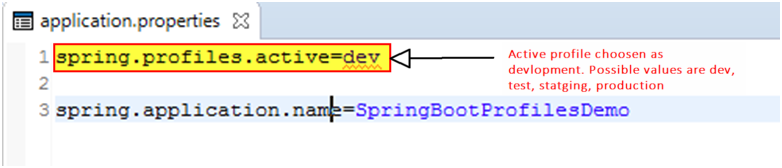 application.properties
1 spring.profiles.active=dev
Active profile choosen as
devlopment. Possible values are dev,
test, statging, production
2
3 spring.application.name=SpringBootProfilesDemo